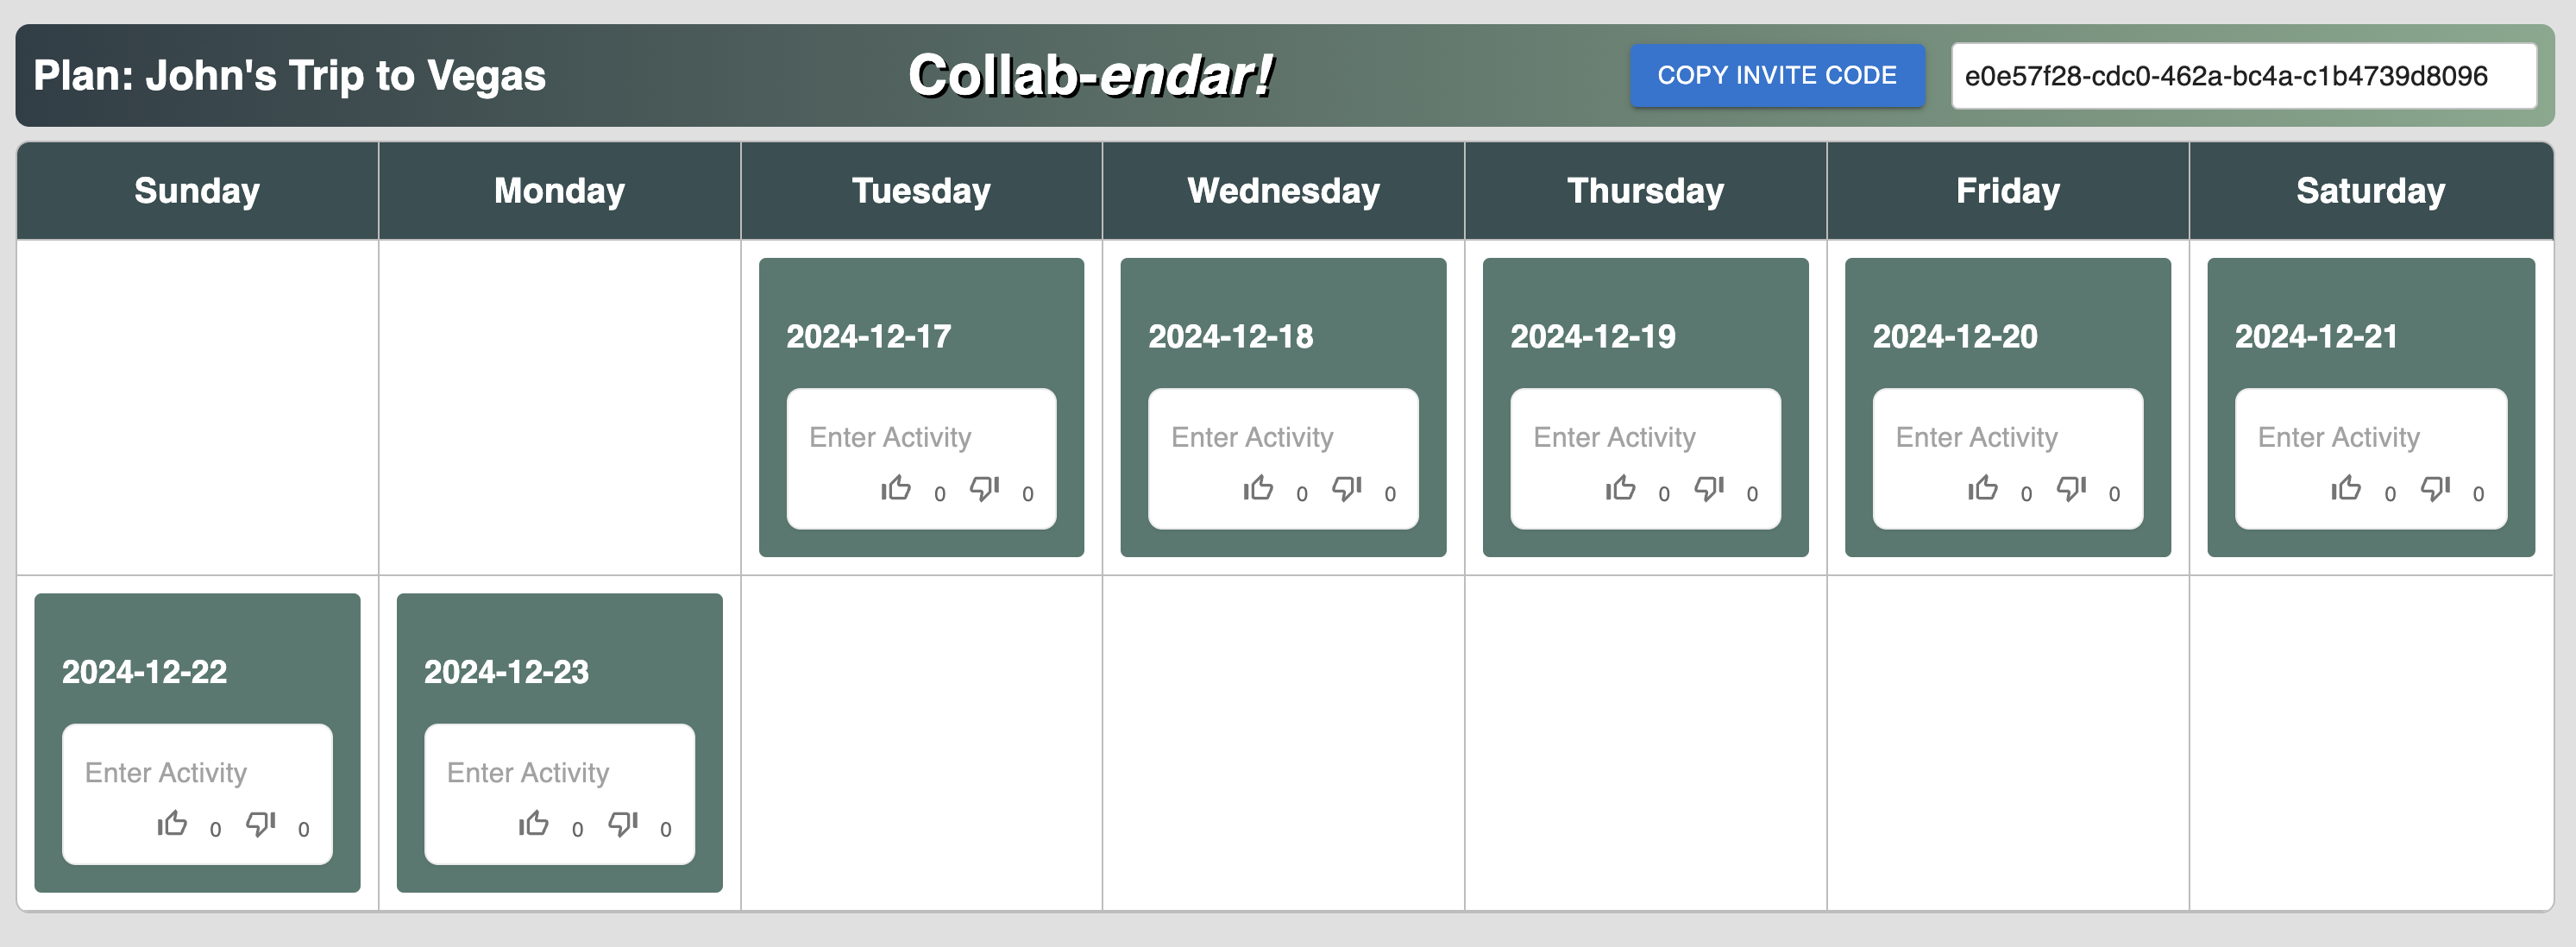 Plan: John's Trip to Vegas
Collab-endar!
COPY INVITE CODE
e0e57f28-cdc0-462a-bc4a-c1b4739d8096
Sunday
Monday
Tuesday
Wednesday
Thursday
Friday
Saturday
2024-12-17
Enter Activity
0 0
2024-12-18
Enter Activity
0 0
2024-12-19
Enter Activity
0 0
2024-12-20
Enter Activity
0 0
2024-12-21
Enter Activity
0 0
2024-12-22
Enter Activity
0 0
2024-12-23
Enter Activity
0 0